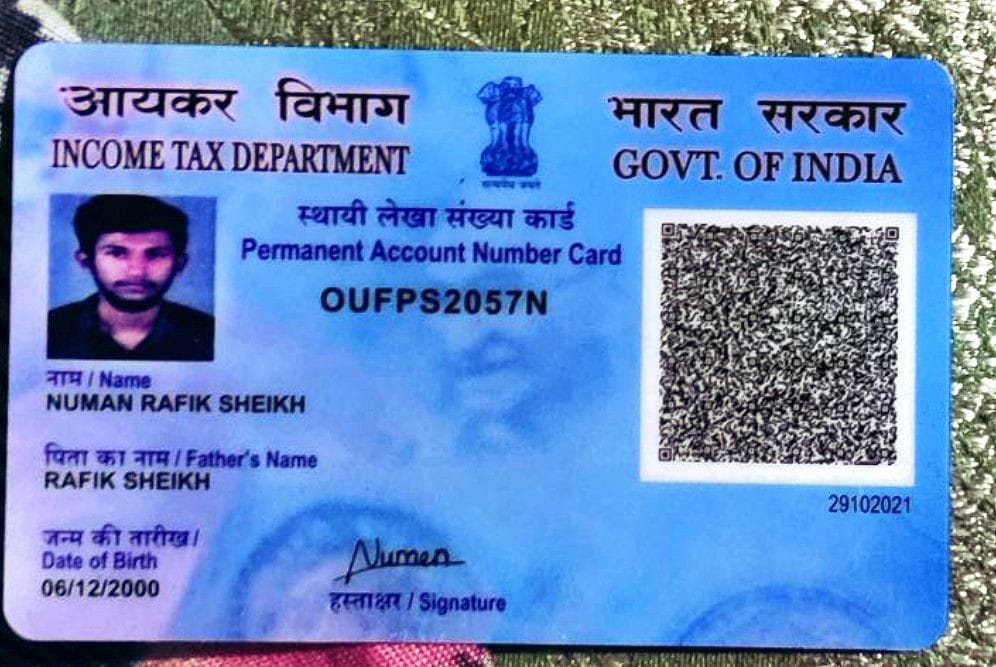 आयकर विभाग
INCOME TAX DEPARTMENT
भारत सरकार
GOVT. OF INDIA
सत्यमेव जयते
स्थायी लेखा संख्या कार्ड
Permanent Account Number Card
OUFPS2057N
नाम / Name
NUMAN RAFIK SHEIKH
पिता का नाम / Father's Name
RAFIK SHEIKH
जन्म की तारीख /
Date of Birth
06/12/2000
Numan
हस्ताक्षर / Signature
29102021